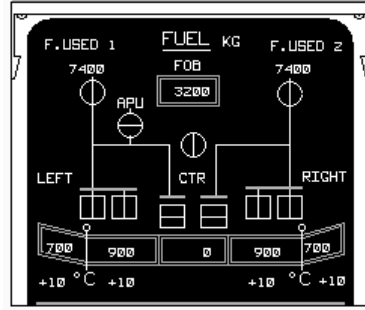 F.USED 1 FUEL KG F.USED 2
7400 FOB 7400
3200
APU
LEFT CTR RIGHT
700 900 0 900 700
+10 °C +10 +10 °C +10